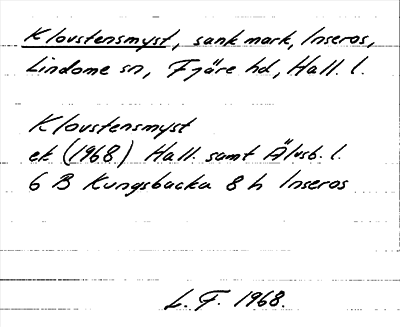 Kloustensmyst, sank mark, Inseros,
Lindome sn, Fjäre hd, Hall. l.
Kloustensmyst
ek (1968) Hall. samt Älvsb. l.
6 B Kungsbacka 8 h Inseros
L. F. 1968.